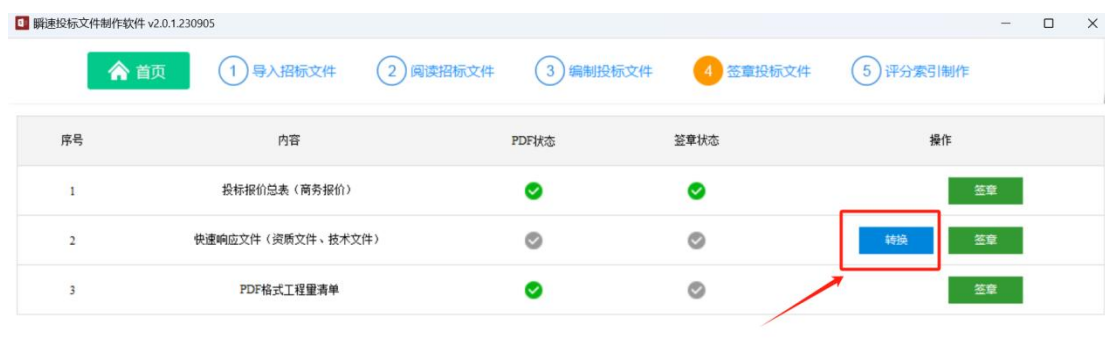 瞬速投标文件制作软件 v2.0.1.230905
首页 1 导入招标文件 2 阅读招标文件 3 编制投标文件 4 签章投标文件 5 评分索引制作
序号 内容 PDF状态 签章状态 操作
1 投标报价总表（商务报价） 签章
2 快速响应文件（资质文件、技术文件） 转换 签章
3 PDF格式工程量清单 签章